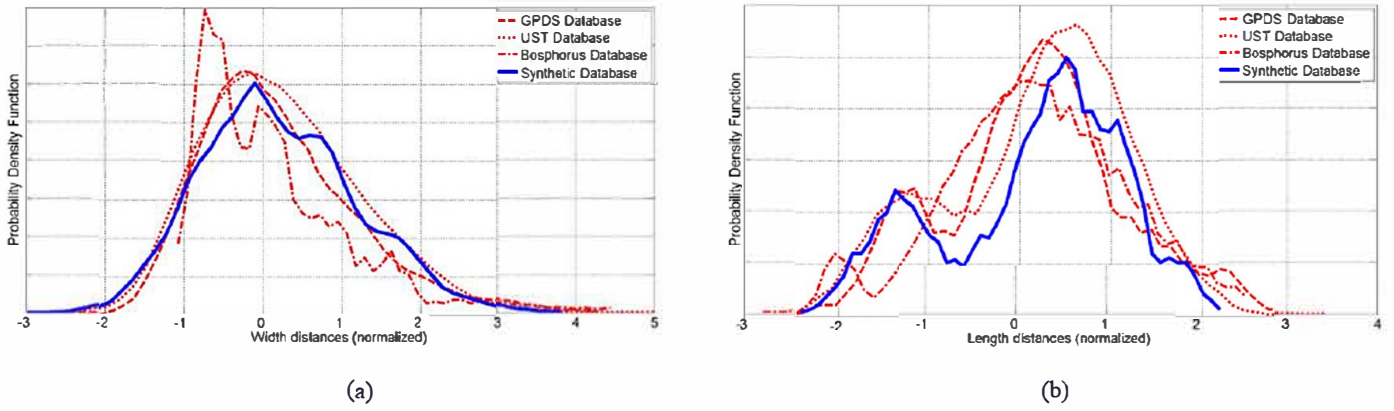 GPDS Database
UST Database
Bosphorus Database
Synthetic Database
Probability Density Function
-3 -2 -1 0 1 2 3 4 5
Width distances (normalized)
(a)
GPDS Database
UST Database
Bosphorus Database
Synthetic Database
Probability Density Function
-3 -2 -1 0 1 2 3 4
Length distances (normalized)
(b)